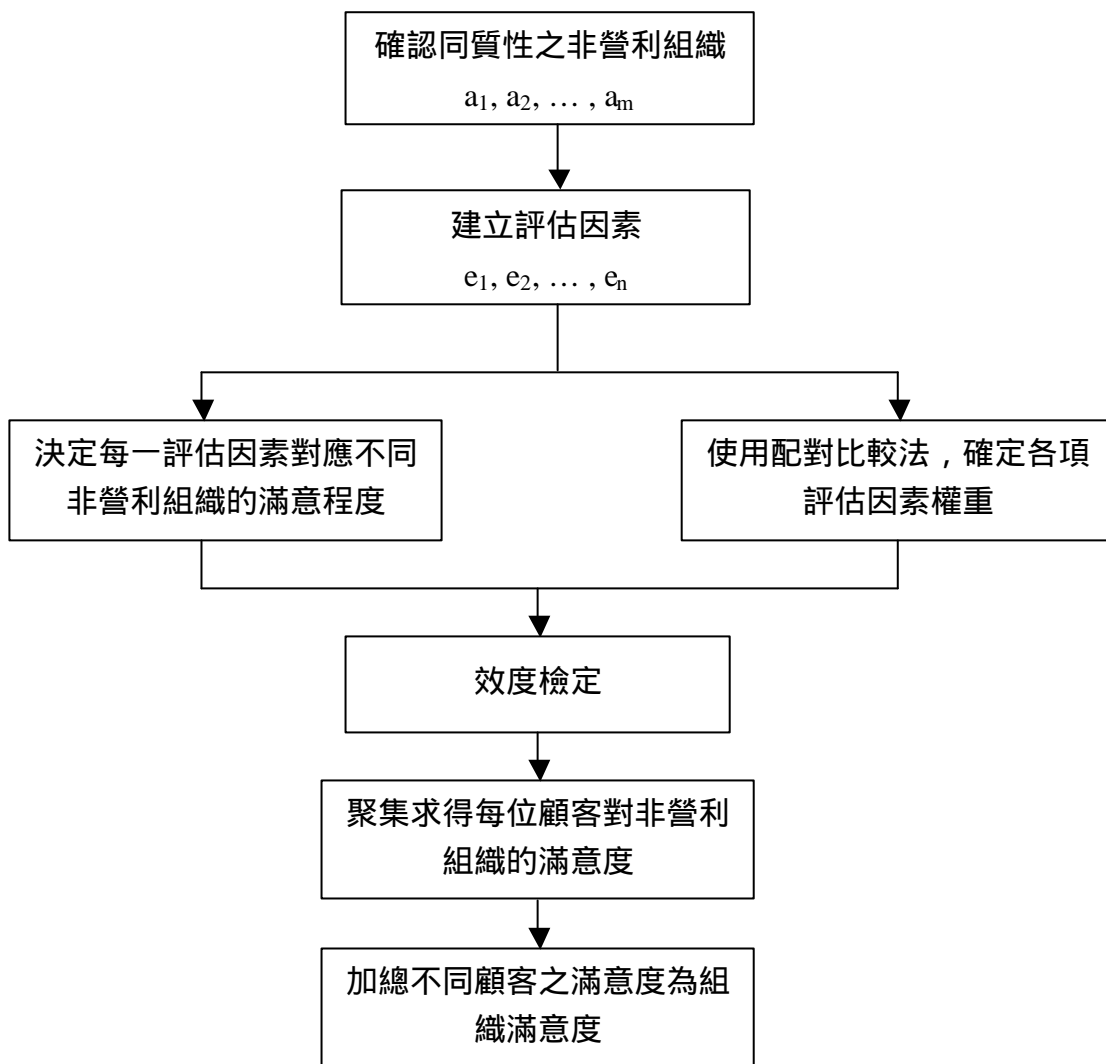 確認同質性之非營利組織
a₁, a₂, … , aₘ
建立評估因素
e₁, e₂, … , eₙ
決定每一評估因素對應不同
非營利組織的滿意程度
使用配對比較法，確定各項
評估因素權重
效度檢定
聚集求得每位顧客對非營利
組織的滿意度
加總不同顧客之滿意度為組
織滿意度